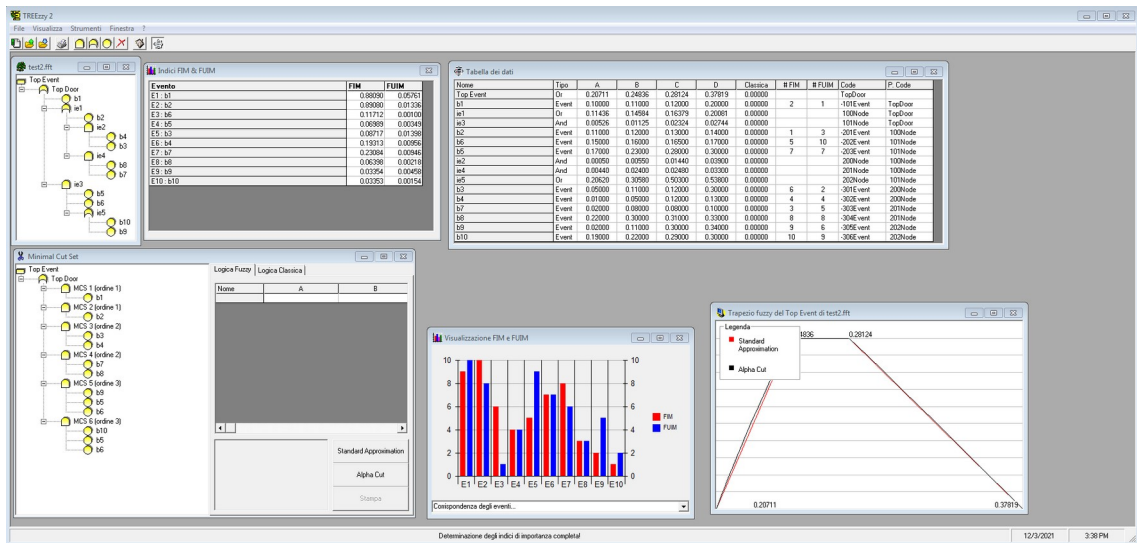 TREEzzy 2
File Visualizza Strumenti Finestra ?
test2.fft
Top Event
Top Door
b1
ie1
b2
ie2
b4
b3
ie4
b8
b7
ie3
b5
b6
ie5
b10
b9
Indici FIM & FUIM
Evento FIM FUIM
E1 : b1 0.88090 0.05761
E2 : b2 0.89080 0.01336
E3 : b6 0.11712 0.00100
E4 : b5 0.06989 0.00349
E5 : b3 0.08717 0.01398
E6 : b4 0.19313 0.00956
E7 : b7 0.23084 0.00946
E8 : b8 0.06398 0.00218
E9 : b9 0.03354 0.00458
E10 : b10 0.03353 0.00154
Tabella dei dati
Nome Tipo A B C D Classica # FIM # FUIM Code P. Code
Top Event Or 0.20711 0.24836 0.28124 0.37819 0.00000 TopDoor
b1 Event 0.10000 0.11000 0.12000 0.20000 0.00000 2 1 -101Event TopDoor
ie1 Or 0.11436 0.14584 0.16379 0.20081 0.00000 100Node TopDoor
ie3 And 0.00526 0.01125 0.02324 0.02744 0.00000 101Node TopDoor
b2 Event 0.11000 0.12000 0.13000 0.14000 0.00000 1 3 -201Event 100Node
b6 Event 0.15000 0.16000 0.16500 0.17000 0.00000 5 10 -202Event 101Node
b5 Event 0.17000 0.23000 0.28000 0.30000 0.00000 7 7 -203Event 101Node
ie2 And 0.00050 0.00550 0.01440 0.03900 0.00000 200Node 100Node
ie4 And 0.00440 0.02400 0.02480 0.03300 0.00000 201Node 100Node
ie5 Or 0.20620 0.30580 0.50300 0.53800 0.00000 202Node 101Node
b3 Event 0.05000 0.11000 0.12000 0.30000 0.00000 6 2 -301Event 200Node
b4 Event 0.01000 0.05000 0.12000 0.13000 0.00000 4 4 -302Event 200Node
b7 Event 0.02000 0.08000 0.08000 0.10000 0.00000 3 5 -303Event 201Node
b8 Event 0.22000 0.30000 0.31000 0.33000 0.00000 8 8 -304Event 201Node
b9 Event 0.02000 0.11000 0.30000 0.34000 0.00000 9 6 -305Event 202Node
b10 Event 0.19000 0.22000 0.29000 0.30000 0.00000 10 9 -306Event 202Node
Minimal Cut Set
Top Event
Top Door
MCS 1 (ordine 1)
b1
MCS 2 (ordine 1)
b2
MCS 3 (ordine 2)
b3
b4
MCS 4 (ordine 2)
b7
b8
MCS 5 (ordine 3)
b9
b5
b6
MCS 6 (ordine 3)
b10
b5
b6
Logica Fuzzy Logica Classica
Nome A B
Standard Approximation
Alpha Cut
Stampa
Visualizzazione FIM e FUIM
10 10
8 8
6 6
4 4
2 2
0 0
E1 E2 E3 E4 E5 E6 E7 E8 E9 E10
FIM
FUIM
Corrispondenza degli eventi...
Trapezio fuzzy del Top Event di test2.fft
Legenda
Standard
Approximation
Alpha Cut
4836 0.28124
0.20711 0.37819
Determinazione degli indici di importanza completa! 12/3/2021 3:38 PM